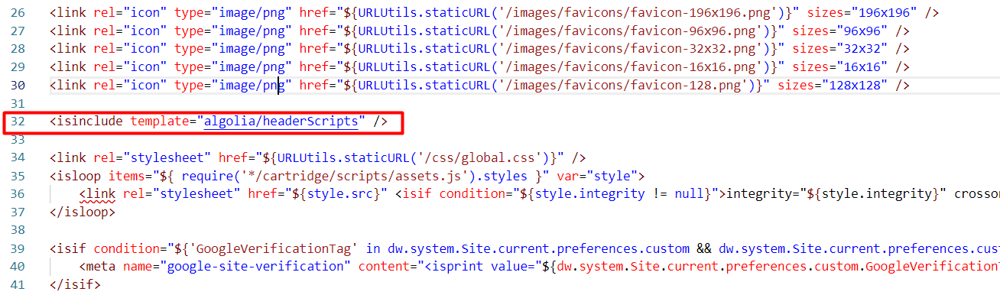 26 <link rel="icon" type="image/png" href="${URLUtils.staticURL('/images/favicons/favicon-196x196.png')}" sizes="196x196" />
27 <link rel="icon" type="image/png" href="${URLUtils.staticURL('/images/favicons/favicon-96x96.png')}" sizes="96x96" />
28 <link rel="icon" type="image/png" href="${URLUtils.staticURL('/images/favicons/favicon-32x32.png')}" sizes="32x32" />
29 <link rel="icon" type="image/png" href="${URLUtils.staticURL('/images/favicons/favicon-16x16.png')}" sizes="16x16" />
30 <link rel="icon" type="image/png" href="${URLUtils.staticURL('/images/favicons/favicon-128.png')}" sizes="128x128" />
31
32 <isinclude template="algolia/headerScripts" />
33
34 <link rel="stylesheet" href="${URLUtils.staticURL('/css/global.css')}" />
35 <isloop items="${ require('*/cartridge/scripts/assets.js').styles }" var="style">
36 <link rel="stylesheet" href="${style.src}" <isif condition="${style.integrity != null}">integrity="${style.integrity}" crosso
37 </isloop>
38
39 <isif condition="${'GoogleVerificationTag' in dw.system.Site.current.preferences.custom && dw.system.Site.current.preferences.cus
40 <meta name="google-site-verification" content="<isprint value="${dw.system.Site.current.preferences.custom.GoogleVerification
41 </isif>